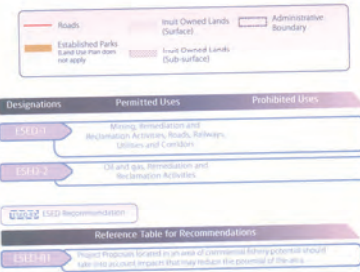 Roads
Inuit Owned Lands
(Surface)
Administrative
Boundary
Established Parks
(Land Use Plan does
not apply
Inuit Owned Lands
(Sub-surface)
Designations Permitted Uses Prohibited Uses
ESED-1
Mining, Remediation and
Reclamation Activities, Roads, Railways,
Utilities and Corridors
ESED-2
Oil and gas, Remediation and
Reclamation Activities
ESED Recommendation
Reference Table for Recommendations
ESED-R1
Project Proposals located in an area of commercial fishery potential should
take into account impacts that may reduce the potential of the area.